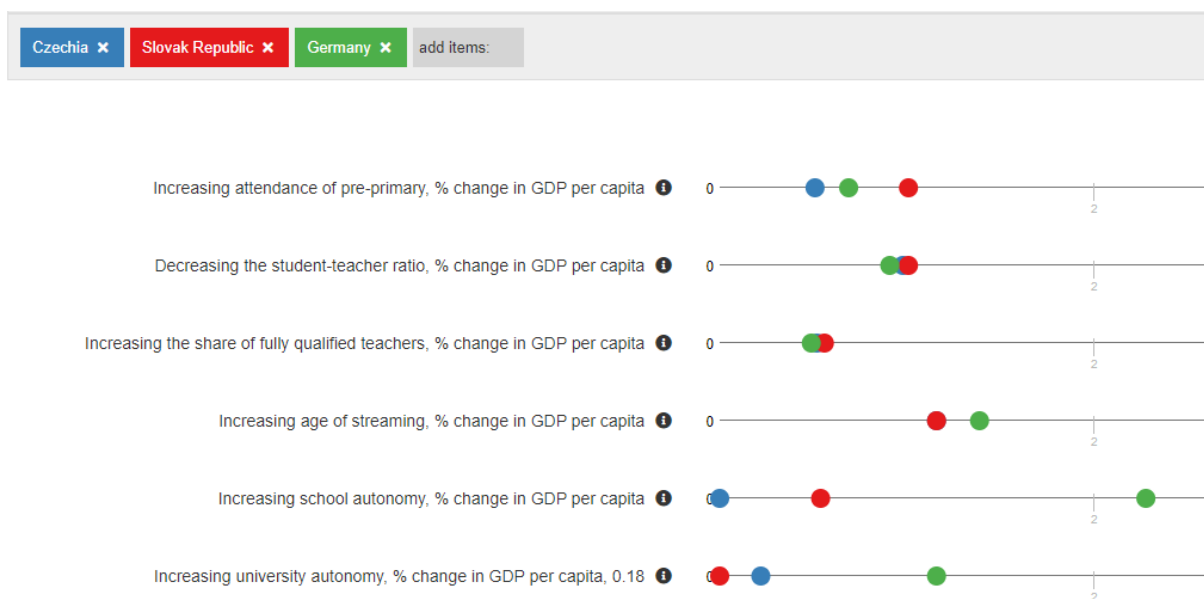 Czechia ✖ Slovak Republic ✖ Germany ✖ add items:
Increasing attendance of pre-primary, % change in GDP per capita 0
2
Decreasing the student-teacher ratio, % change in GDP per capita 0
2
Increasing the share of fully qualified teachers, % change in GDP per capita 0
2
Increasing age of streaming, % change in GDP per capita 0
2
Increasing school autonomy, % change in GDP per capita 0
2
Increasing university autonomy, % change in GDP per capita, 0.18 0
2